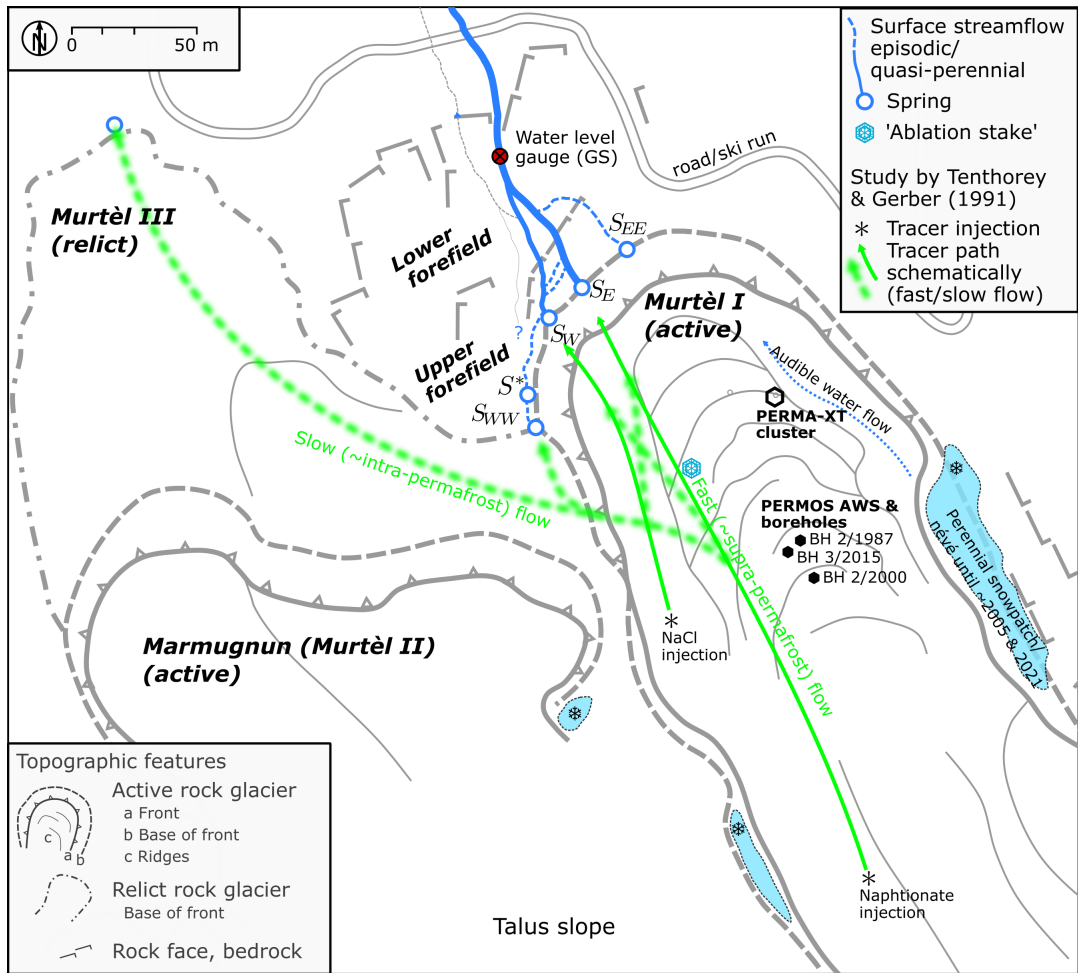 N
0
50 m
Surface streamflow
episodic/
quasi-perennial
Spring
'Ablation stake'
Study by Tenthorey
& Gerber (1991)
Tracer injection
Tracer path
schematically
(fast/slow flow)
Water level
gauge (GS)
road/ski run
Murtèl III
(relict)
Lower
forefield
S_EE
S_E
Murtèl I
(active)
S_W
?
Upper
forefield
S*
S_WW
Audible water flow
PERMA-XT
cluster
Slow (~intra-permafrost) flow
Fast (~supra-permafrost) flow
PERMOS AWS &
boreholes
BH 2/1987
BH 3/2015
BH 2/2000
Perennial snowpatch/
névé until ~2005 & 2021
NaCl
injection
Marmugnun (Murtèl II)
(active)
Naphtionate
injection
Talus slope
Topographic features
Active rock glacier
a Front
b Base of front
c Ridges
c
a
b
Relict rock glacier
Base of front
Rock face, bedrock